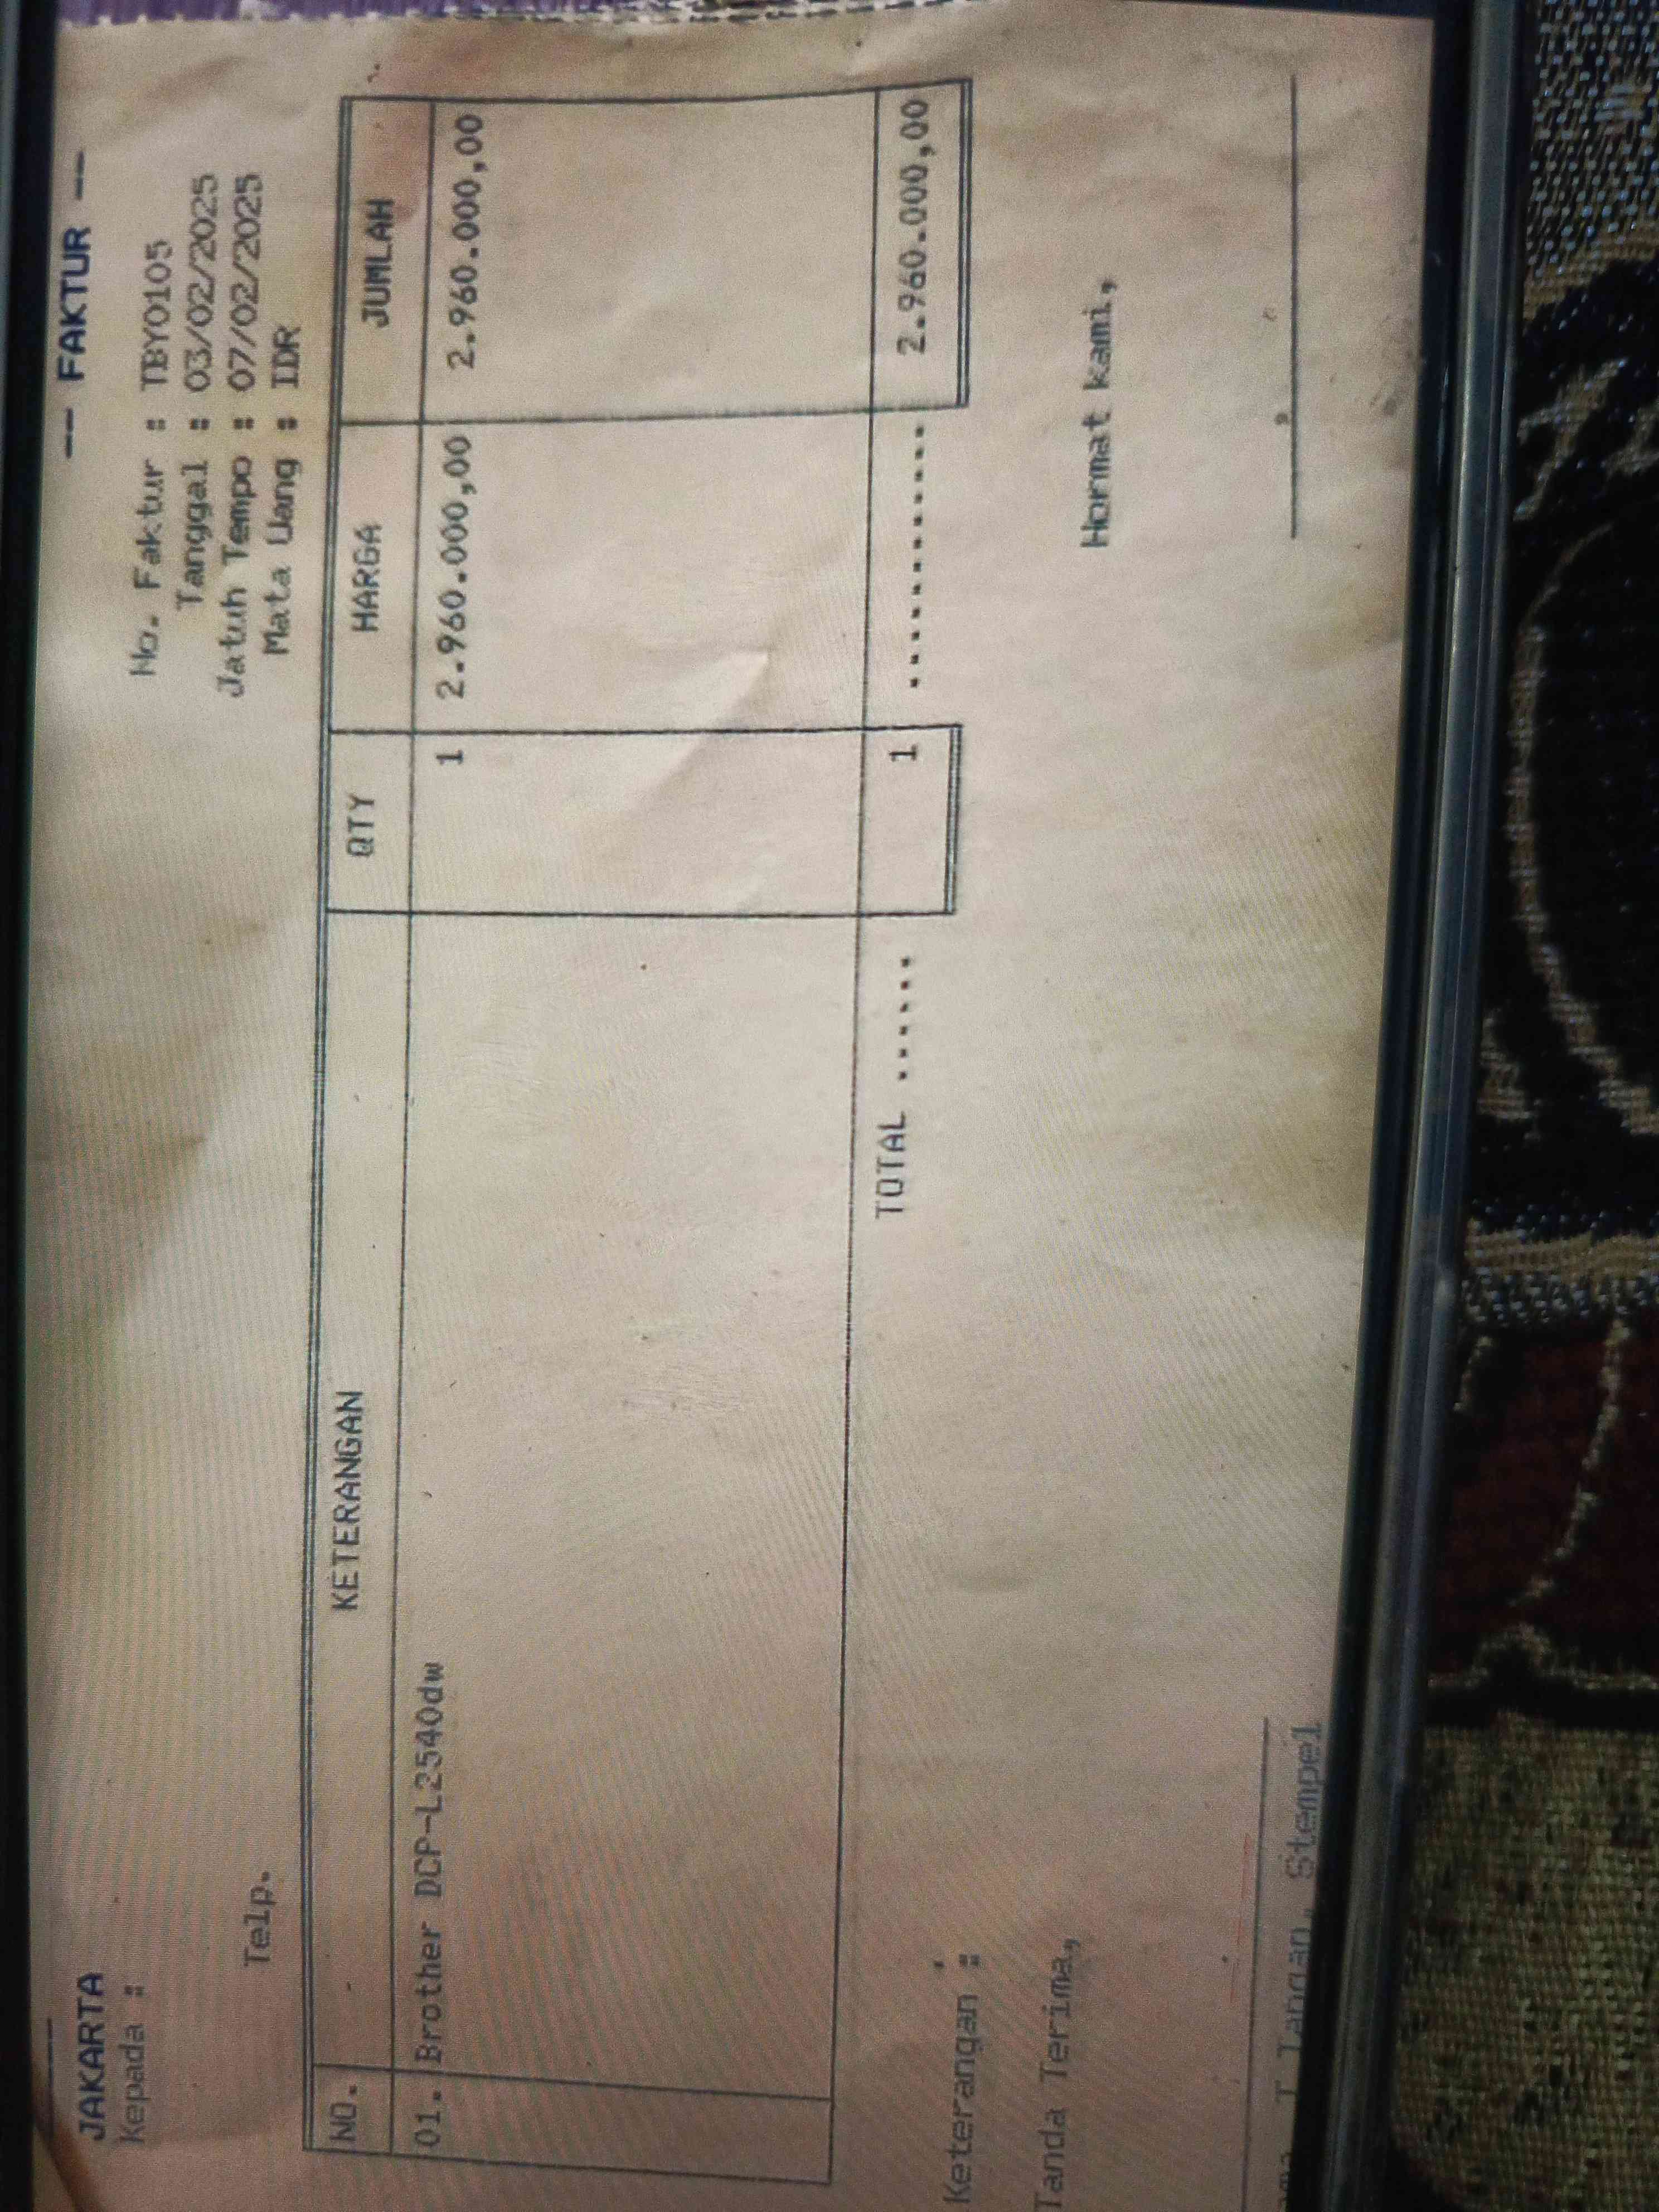 -- FAKTUR --
JAKARTA
Kepada :
No. Faktur : TBY0105
Tanggal : 03/02/2025
Telp.
Jatuh Tempo : 07/02/2025
Mata Uang : IDR
NO. KETERANGAN QTY HARGA JUMLAH
01. Brother DCP-L2540dw 1 2.960.000,00 2.960.000,00
TOTAL ...... 1 ............ 2.960.000,00
Keterangan :
Tanda Terima, Hormat kami,
Tangan, Stempel